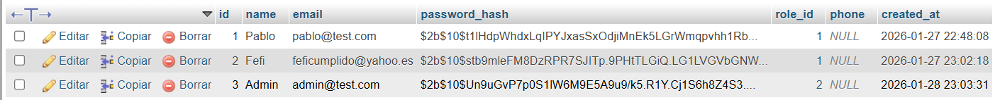 id name email password_hash role_id phone created_at
Editar Copiar Borrar 1 Pablo pablo@test.com $2b$10$t1lHdpWhdxLqlPYJxasSxOdjiMnEk5LGrWmqpvhh1Rb... 1 NULL 2026-01-27 22:48:08
Editar Copiar Borrar 2 Fefi feficumplido@yahoo.es $2b$10$stb9mleFM8DzRPR7SJITp.9PHtTLGiQ.LG1LVGVbGNW... 1 NULL 2026-01-27 23:02:18
Editar Copiar Borrar 3 Admin admin@test.com $2b$10$Un9uGvP7p0S1lW6M9E5A9u9/k5.R1Y.Cj1S6h8Z4S3.... 2 NULL 2026-01-28 23:03:31